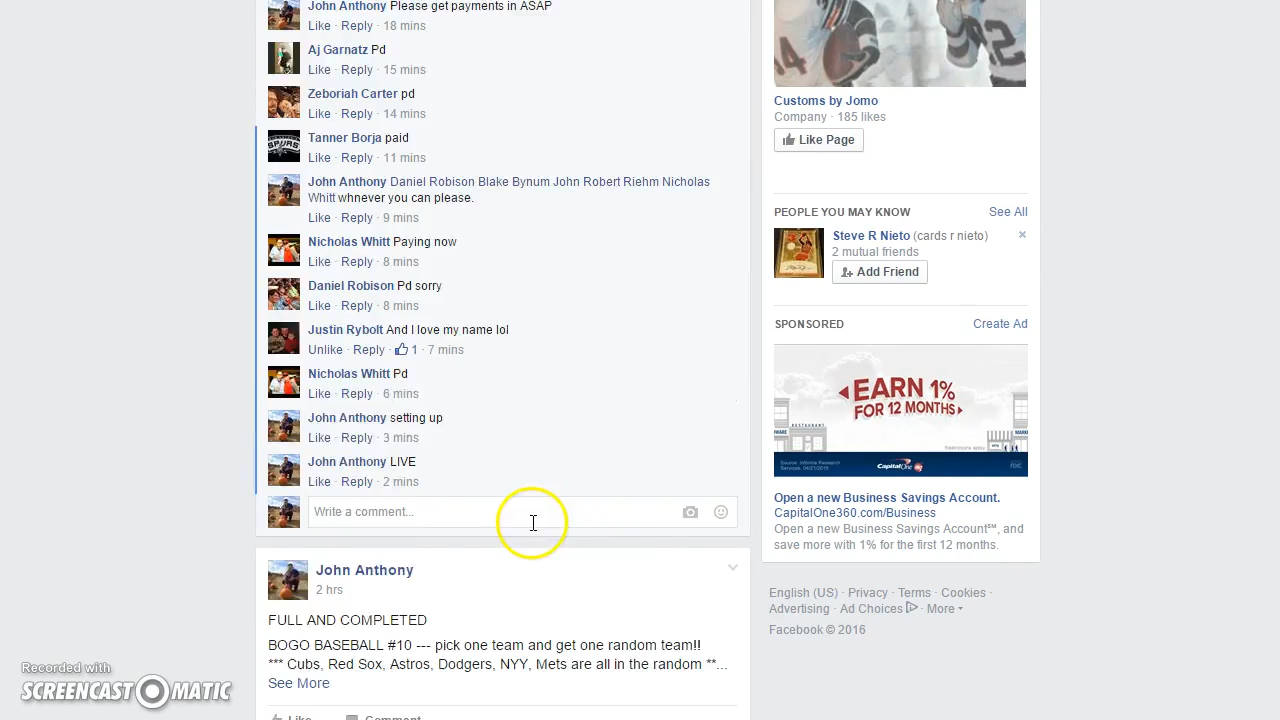 John Anthony Please get payments in ASAP
Like · Reply · 18 mins
Aj Garnatz Pd
Like · Reply · 15 mins
Zeboriah Carter pd
Like · Reply · 14 mins
Tanner Borja paid
Like · Reply · 11 mins
John Anthony Daniel Robison Blake Bynum John Robert Riehm Nicholas
Whitt whnever you can please.
Like · Reply · 9 mins
Nicholas Whitt Paying now
Like · Reply · 8 mins
Daniel Robison Pd sorry
Like · Reply · 8 mins
Justin Rybolt And I love my name lol
Unlike · Reply · 1 · 7 mins
Nicholas Whitt Pd
Like · Reply · 6 mins
John Anthony setting up
Like · Reply · 3 mins
John Anthony LIVE
Like · Reply · 2 mins
Write a comment...
John Anthony
2 hrs
FULL AND COMPLETED
BOGO BASEBALL #10 --- pick one team and get one random team!!
*** Cubs, Red Sox, Astros, Dodgers, NYY, Mets are all in the random **...
See More
Like Comment
Customs by Jomo
Company · 185 likes
Like Page
PEOPLE YOU MAY KNOW See All
Steve R Nieto (cards r nieto)
2 mutual friends
Add Friend
SPONSORED Create Ad
EARN 1%
FOR 12 MONTHS
RESTAURANT
Capital One 360
Open a new Business Savings Account.
CapitalOne360.com/Business
Open a new Business Savings Account℠, and
save more with 1% for the first 12 months.
English (US) · Privacy · Terms · Cookies ·
Advertising · Ad Choices · More
Facebook © 2016
Recorded with
SCREENCAST-O-MATIC